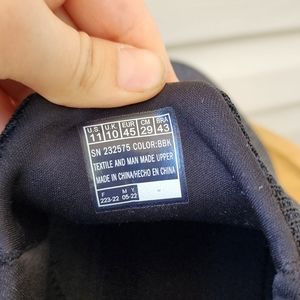 U.S. U.K EUR CM BRA
11 10 45 29 43
SN 232575 COLOR:BBK
TEXTILE AND MAN MADE UPPER
MADE IN CHINA/HECHO EN CHINA
F M Y
223-22 05-22